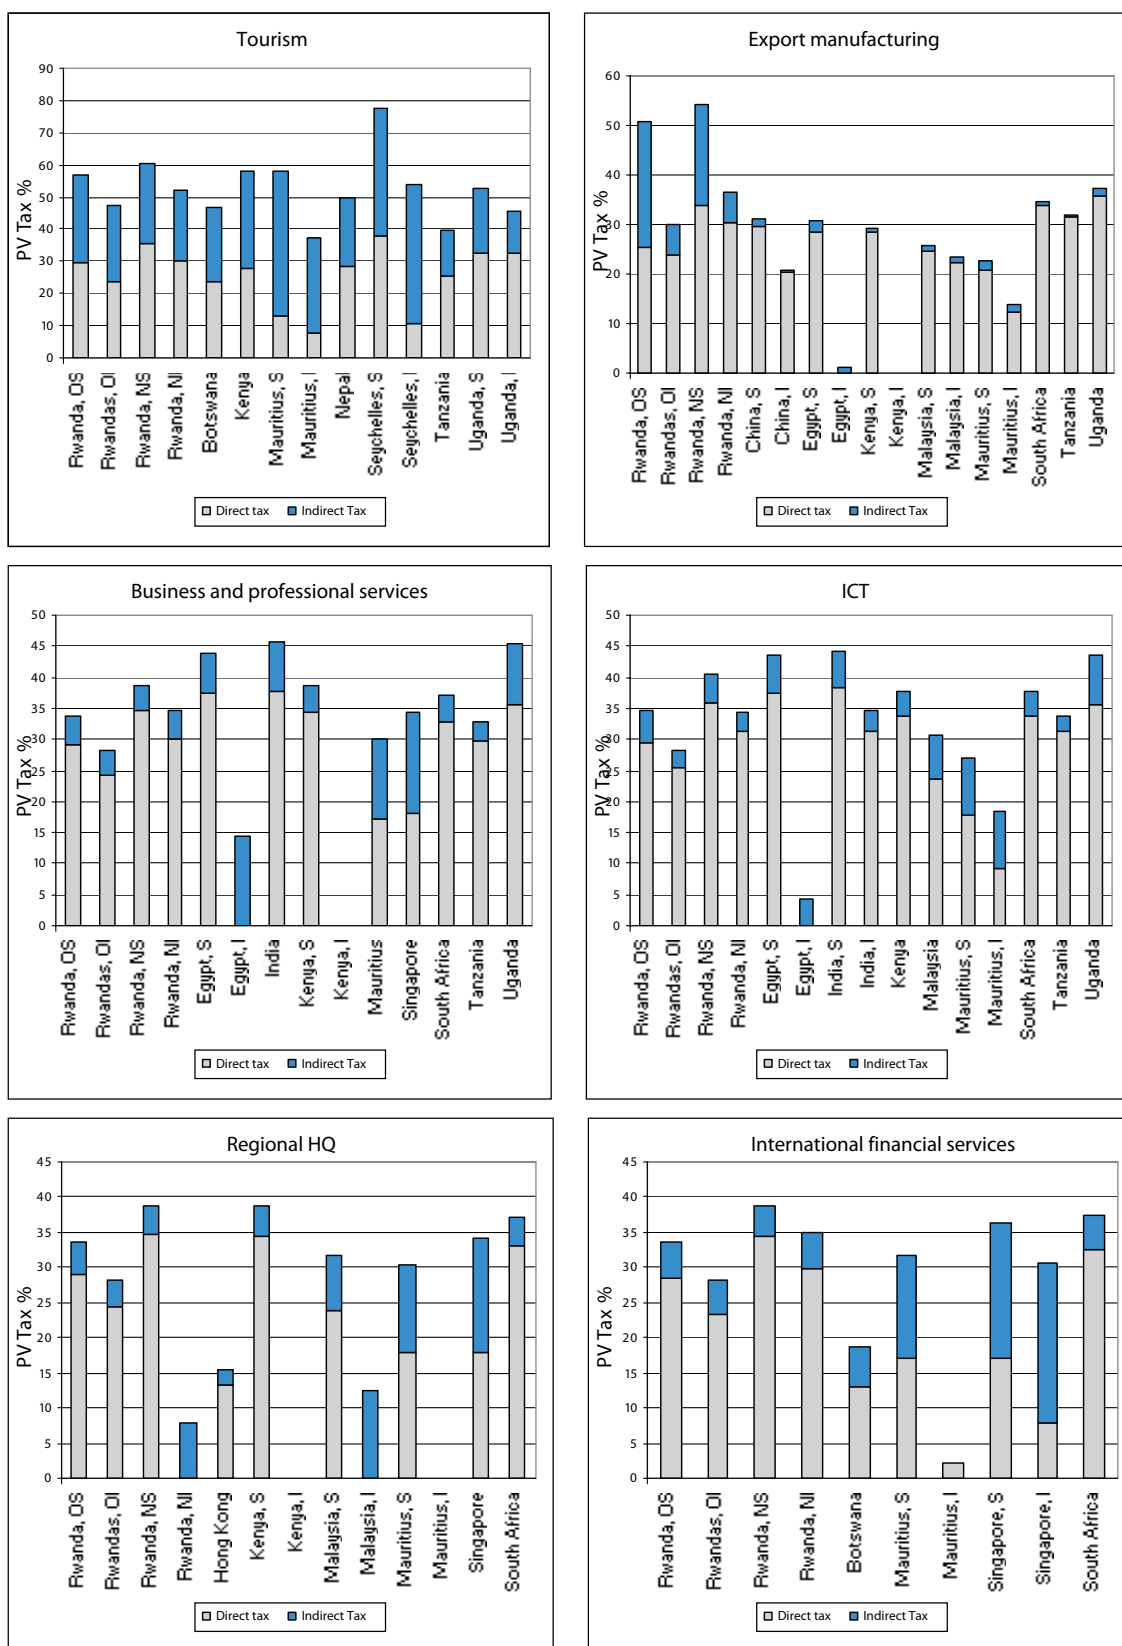 Tourism
PV Tax %
90
80
70
60
50
40
30
20
10
0
Rwanda, OS
Rwandas, OI
Rwanda, NS
Rwanda, NI
Botswana
Kenya
Mauritius, S
Mauritius, I
Nepal
Seychelles, S
Seychelles, I
Tanzania
Uganda, S
Uganda, I
Direct tax Indirect Tax
Export manufacturing
PV Tax %
60
50
40
30
20
10
0
Rwanda, OS
Rwandas, OI
Rwanda, NS
Rwanda, NI
China, S
China, I
Egypt, S
Egypt, I
Kenya, S
Kenya, I
Malaysia, S
Malaysia, I
Mauritius, S
Mauritius, I
South Africa
Tanzania
Uganda
Direct tax Indirect Tax
Business and professional services
PV Tax %
50
45
40
35
30
25
20
15
10
5
0
Rwanda, OS
Rwandas, OI
Rwanda, NS
Rwanda, NI
Egypt, S
Egypt, I
India
Kenya, S
Kenya, I
Mauritius
Singapore
South Africa
Tanzania
Uganda
Direct tax Indirect Tax
ICT
PV Tax %
50
45
40
35
30
25
20
15
10
5
0
Rwanda, OS
Rwandas, OI
Rwanda, NS
Rwanda, NI
Egypt, S
Egypt, I
India, S
India, I
Kenya
Malaysia
Mauritius, S
Mauritius, I
South Africa
Tanzania
Uganda
Direct tax Indirect Tax
Regional HQ
PV Tax %
45
40
35
30
25
20
15
10
5
0
Rwanda, OS
Rwandas, OI
Rwanda, NS
Rwanda, NI
Hong Kong
Kenya, S
Kenya, I
Malaysia, S
Malaysia, I
Mauritius, S
Mauritius, I
Singapore
South Africa
Direct tax Indirect Tax
International financial services
PV Tax %
45
40
35
30
25
20
15
10
5
0
Rwanda, OS
Rwandas, OI
Rwanda, NS
Rwanda, NI
Botswana
Mauritius, S
Mauritius, I
Singapore, S
Singapore, I
South Africa
Direct tax Indirect Tax